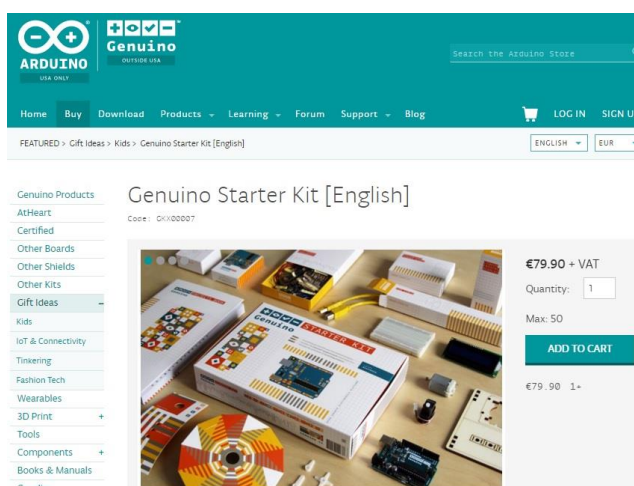 ARDUINO
USA ONLY
Genuino
OUTSIDE USA
Search the Arduino Store
Home Buy Download Products Learning Forum Support Blog LOG IN SIGN U
FEATURED > Gift Ideas > Kids > Genuino Starter Kit [English]
ENGLISH EUR
Genuino Products
AtHeart
Certified
Other Boards
Other Shields
Other Kits
Gift Ideas –
Kids
IoT & Connectivity
Tinkering
Fashion Tech
Wearables
3D Print +
Tools
Components +
Books & Manuals
Genuino Starter Kit [English]
Code: GKX00007
Genuino
STARTER KIT
€79.90 + VAT
Quantity: 1
Max: 50
ADD TO CART
€79.90 1+